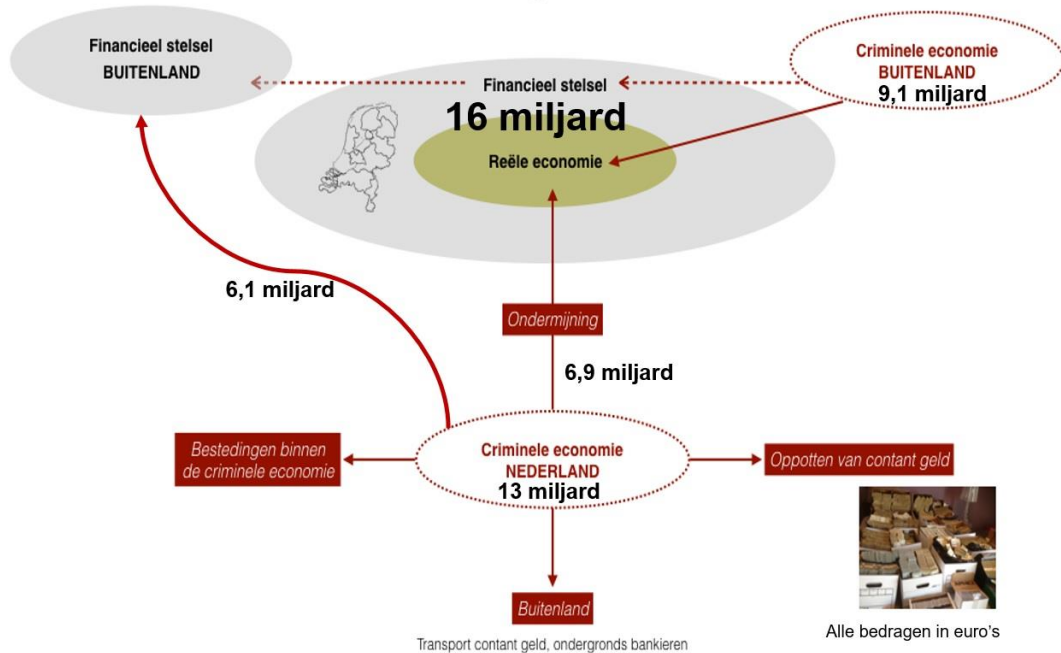 Financieel stelsel
BUITENLAND
Criminele economie
BUITENLAND
9,1 miljard
Financieel stelsel
16 miljard
Reële economie
6,1 miljard
Ondermijning
6,9 miljard
Bestedingen binnen
de criminele economie
Criminele economie
NEDERLAND
13 miljard
Oppotten van contant geld
Buitenland
Transport contant geld, ondergronds bankieren
Alle bedragen in euro's